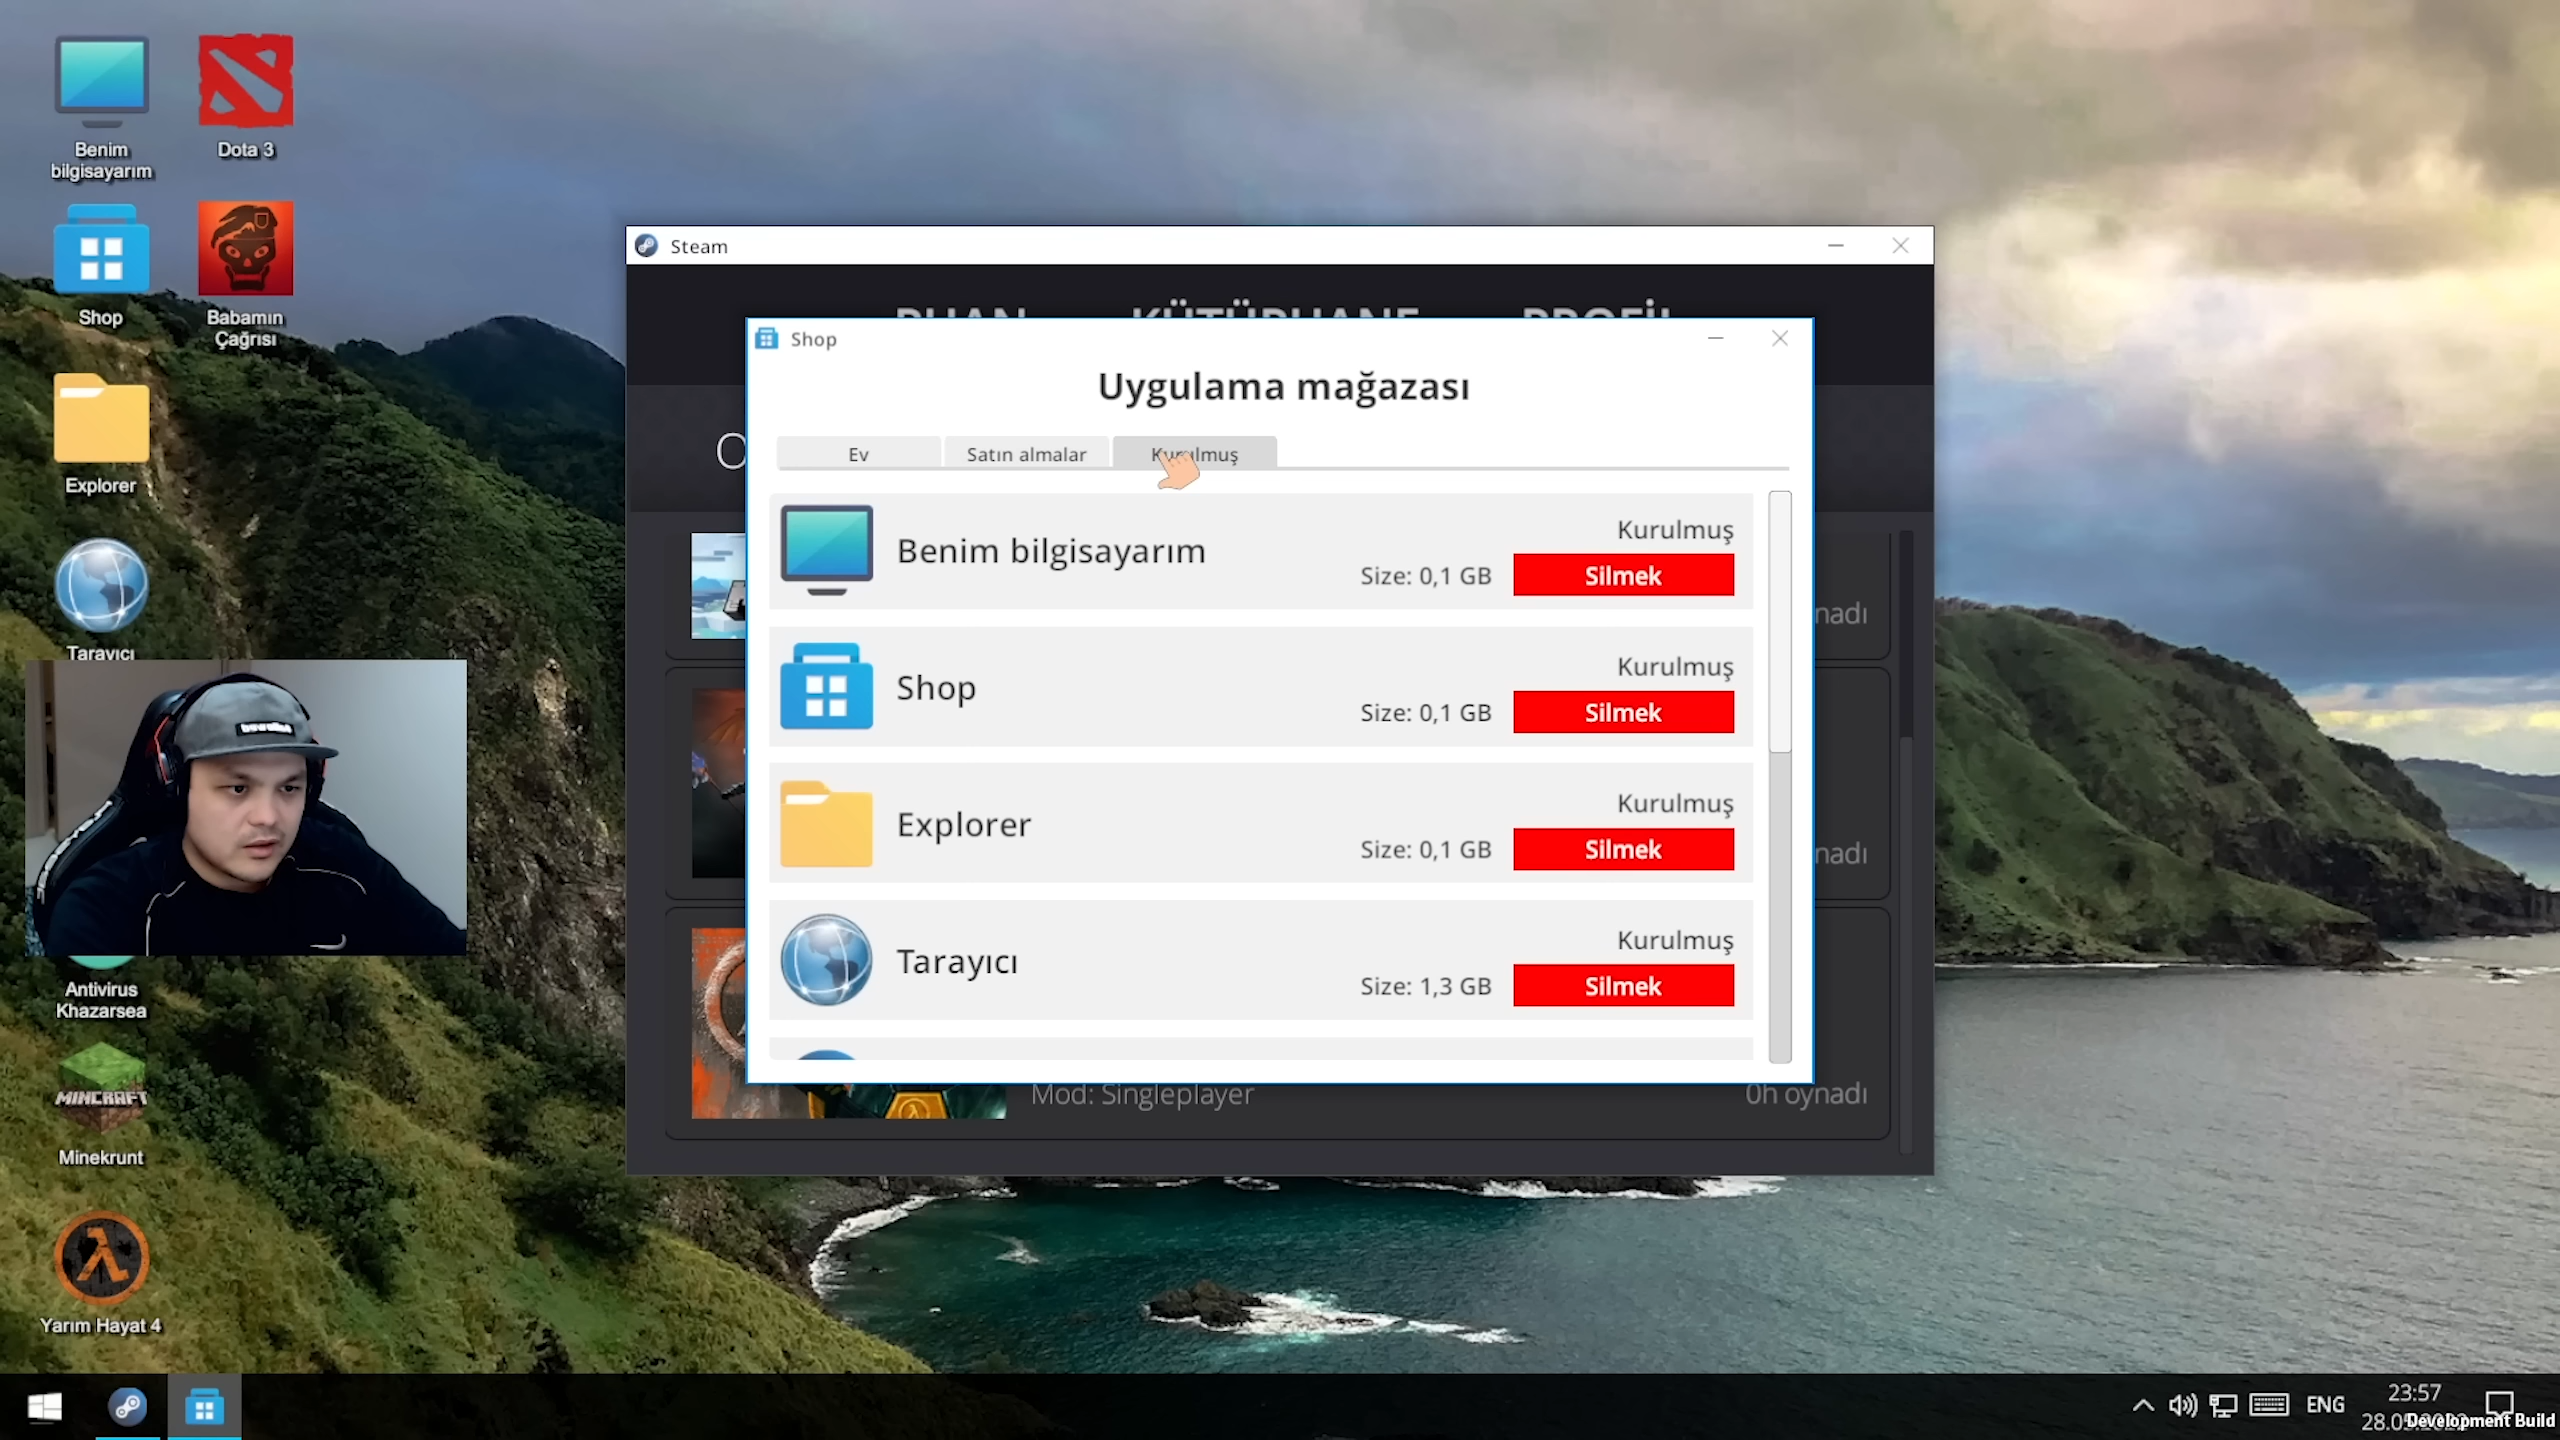 Benim
bilgisayarım
Dota 3
Shop
Babamın
Çağrısı
Explorer
Tarayıcı
Antivirus
Khazarsea
MINCRAFT
Minekrunt
Yarım Hayat 4
Steam
KÜTÜPHANE
PROFİL
Shop
Uygulama mağazası
Ev
Satın almalar
Kurulmuş
Benim bilgisayarım
Kurulmuş
Size: 0,1 GB
Silmek
Shop
Kurulmuş
Size: 0,1 GB
Silmek
Explorer
Kurulmuş
Size: 0,1 GB
Silmek
Tarayıcı
Kurulmuş
Size: 1,3 GB
Silmek
Mod: Singleplayer
0h oynadı
ENG
23:57
Development Build